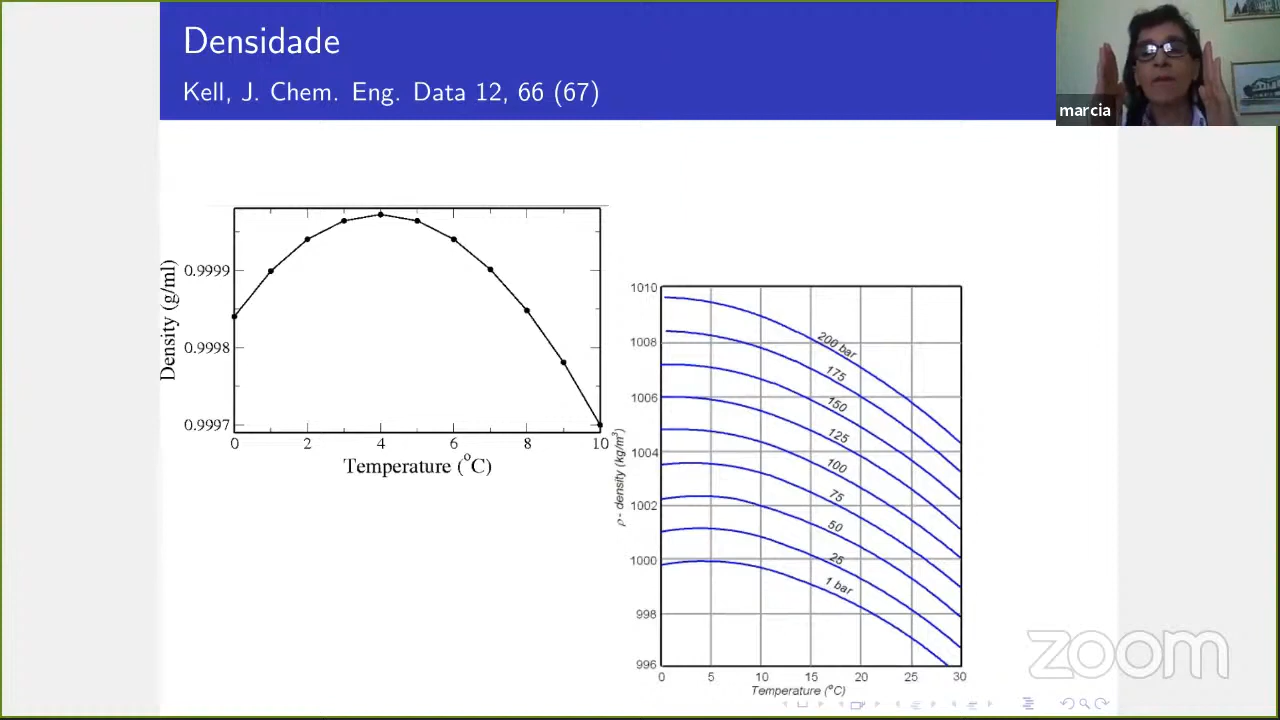 Densidade
Kell, J. Chem. Eng. Data 12, 66 (67)
marcia
0.9999
0.9998
0.9997
Density (g/ml)
0 2 4 6 8 10
Temperature (°C)
1010
1008
1006
1004
1002
1000
998
996
ρ - density (kg/m³)
200 bar
175
150
125
100
75
50
25
1 bar
0 5 10 15 20 25 30
Temperature (°C)
zoom